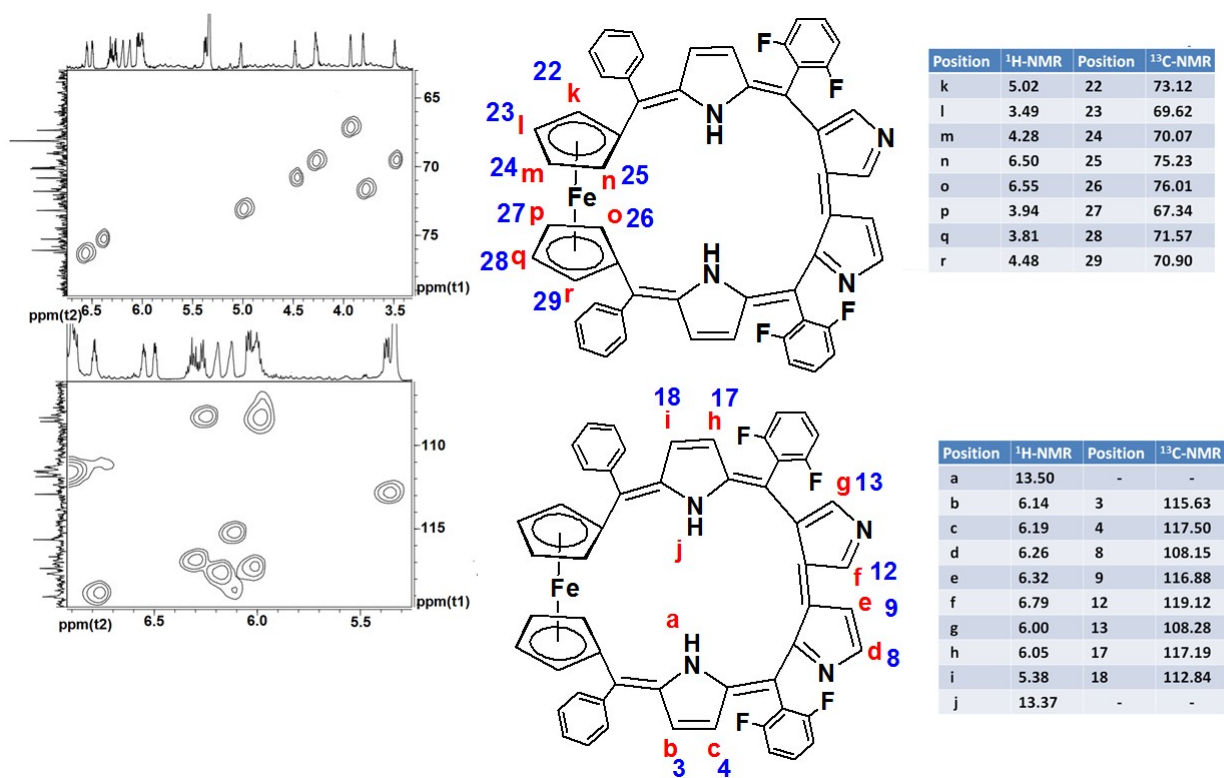 65
70
75
ppm(t1)
ppm(t2)
6.5
6.0
5.5
5.0
4.5
4.0
3.5
110
115
ppm(t1)
ppm(t2)
6.5
6.0
5.5
22
k
23
l
24
m
n
25
Fe
27
p
o
26
28
q
29
r
N
H
H
N
F
F
N
N
F
F
18
17
i
h
F
F
g
13
N
N
H
j
f
12
Fe
e
9
a
H
N
d
8
N
F
F
b
c
3
4
Position ¹H-NMR Position ¹³C-NMR
k 5.02 22 73.12
l 3.49 23 69.62
m 4.28 24 70.07
n 6.50 25 75.23
o 6.55 26 76.01
p 3.94 27 67.34
q 3.81 28 71.57
r 4.48 29 70.90
Position ¹H-NMR Position ¹³C-NMR
a 13.50 - -
b 6.14 3 115.63
c 6.19 4 117.50
d 6.26 8 108.15
e 6.32 9 116.88
f 6.79 12 119.12
g 6.00 13 108.28
h 6.05 17 117.19
i 5.38 18 112.84
j 13.37 - -